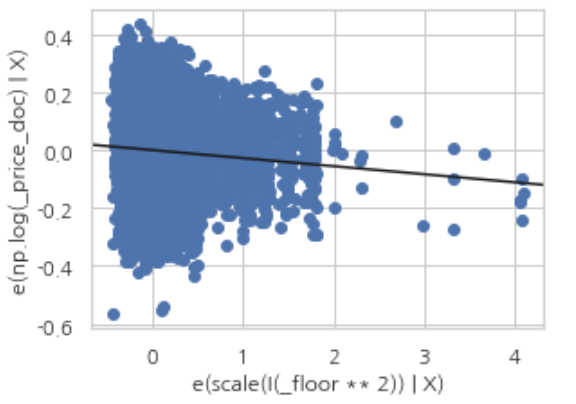 0.4
0.2
0.0
-0.2
-0.4
-0.6
e(np.log(_price_doc) | X)
0 1 2 3 4
e(scale(I(_floor ** 2)) | X)